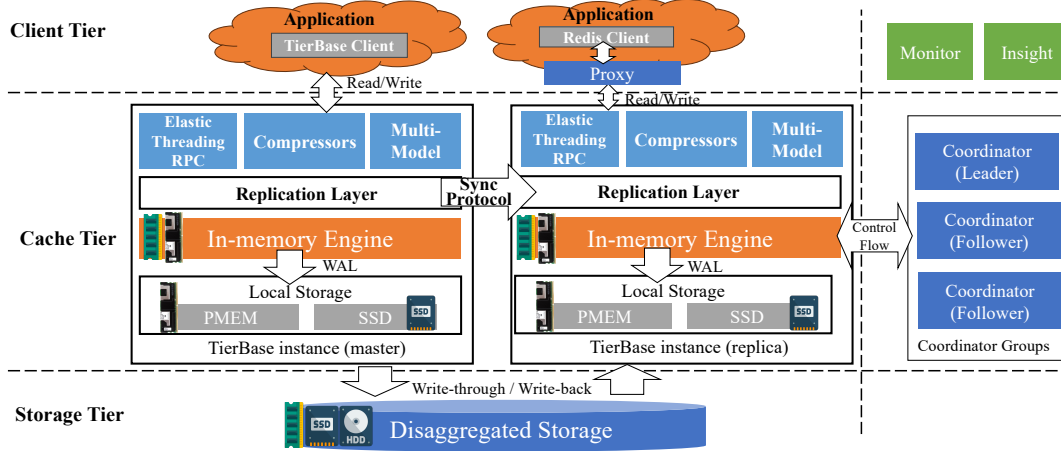 Client Tier
Application
TierBase Client
Read/Write
Application
Redis Client
Proxy
Read/Write
Monitor
Insight
Cache Tier
Elastic
Threading
RPC
Compressors
Multi-
Model
Replication Layer
In-memory Engine
WAL
Local Storage
PMEM
SSD
SSD
TierBase instance (master)
Sync
Protocol
Elastic
Threading
RPC
Compressors
Multi-
Model
Replication Layer
In-memory Engine
WAL
Local Storage
PMEM
SSD
SSD
TierBase instance (replica)
Control
Flow
Coordinator
(Leader)
Coordinator
(Follower)
Coordinator
(Follower)
Coordinator Groups
Storage Tier
Write-through / Write-back
SSD
HDD
Disaggregated Storage